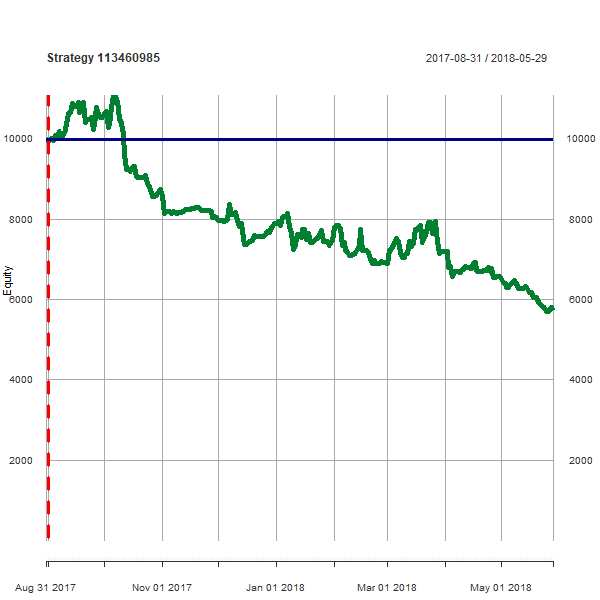 Strategy 113460985
2017-08-31 / 2018-05-29
10000
10000
8000
8000
6000
6000
4000
4000
2000
2000
Equity
Aug 31 2017
Nov 01 2017
Jan 01 2018
Mar 01 2018
May 01 2018